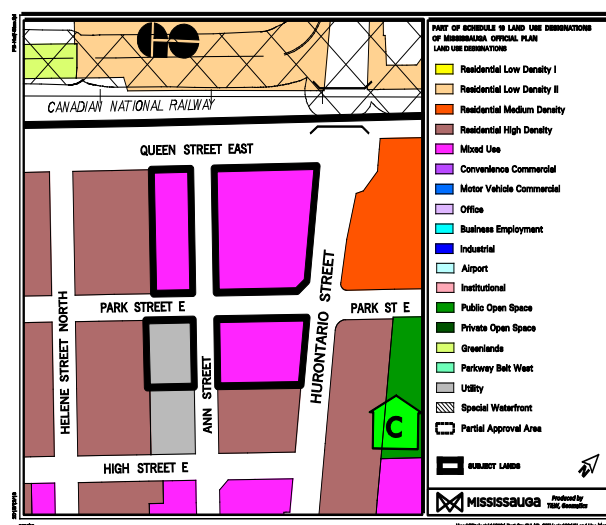 PART OF SCHEDULE 10 LAND USE DESIGNATIONS
OF MISSISSAUGA OFFICIAL PLAN
LAND USE DESIGNATIONS
Residential Low Density I
Residential Low Density II
Residential Medium Density
Residential High Density
Mixed Use
Convenience Commercial
Motor Vehicle Commercial
Office
Business Employment
Industrial
Airport
Institutional
Public Open Space
Private Open Space
Greenlands
Parkway Belt West
Utility
Special Waterfront
Partial Approval Area
SUBJECT LANDS
MISSISSAUGA
Produced by
T&W, Geomatics
GO
CANADIAN NATIONAL RAILWAY
QUEEN STREET EAST
PARK STREET E
PARK ST E
HELENE STREET NORTH
ANN STREET
HURONTARIO STREET
HIGH STREET E
C